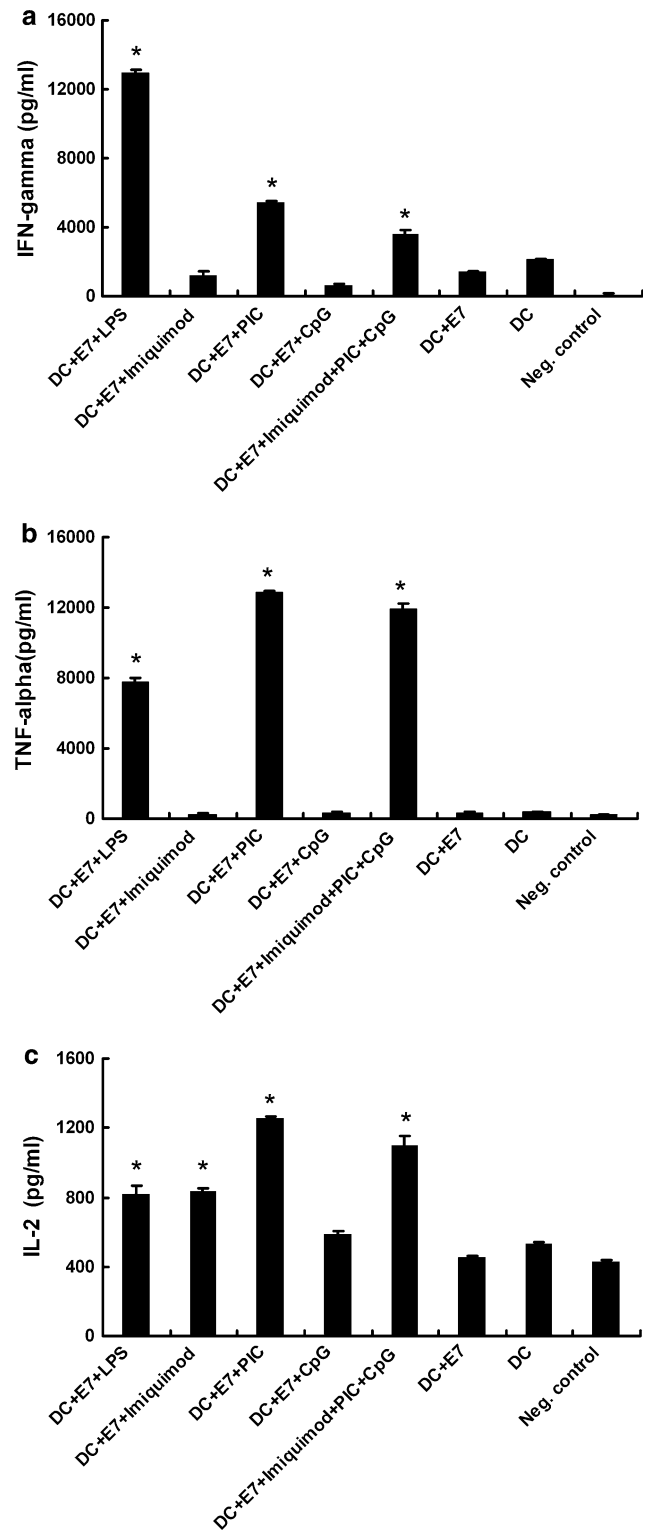 a
16000
12000
8000
4000
0
IFN-gamma (pg/ml)
*
*
*
DC+E7+LPS
DC+E7+Imiquimod
DC+E7+PIC
DC+E7+CpG
DC+E7+Imiquimod+PIC+CpG
DC+E7
DC
Neg. control
b
16000
12000
8000
4000
0
TNF-alpha(pg/ml)
*
*
*
DC+E7+LPS
DC+E7+Imiquimod
DC+E7+PIC
DC+E7+CpG
DC+E7+Imiquimod+PIC+CpG
DC+E7
DC
Neg. control
c
1600
1200
800
400
0
IL-2 (pg/ml)
*
*
*
*
DC+E7+LPS
DC+E7+Imiquimod
DC+E7+PIC
DC+E7+CpG
DC+E7+Imiquimod+PIC+CpG
DC+E7
DC
Neg. control